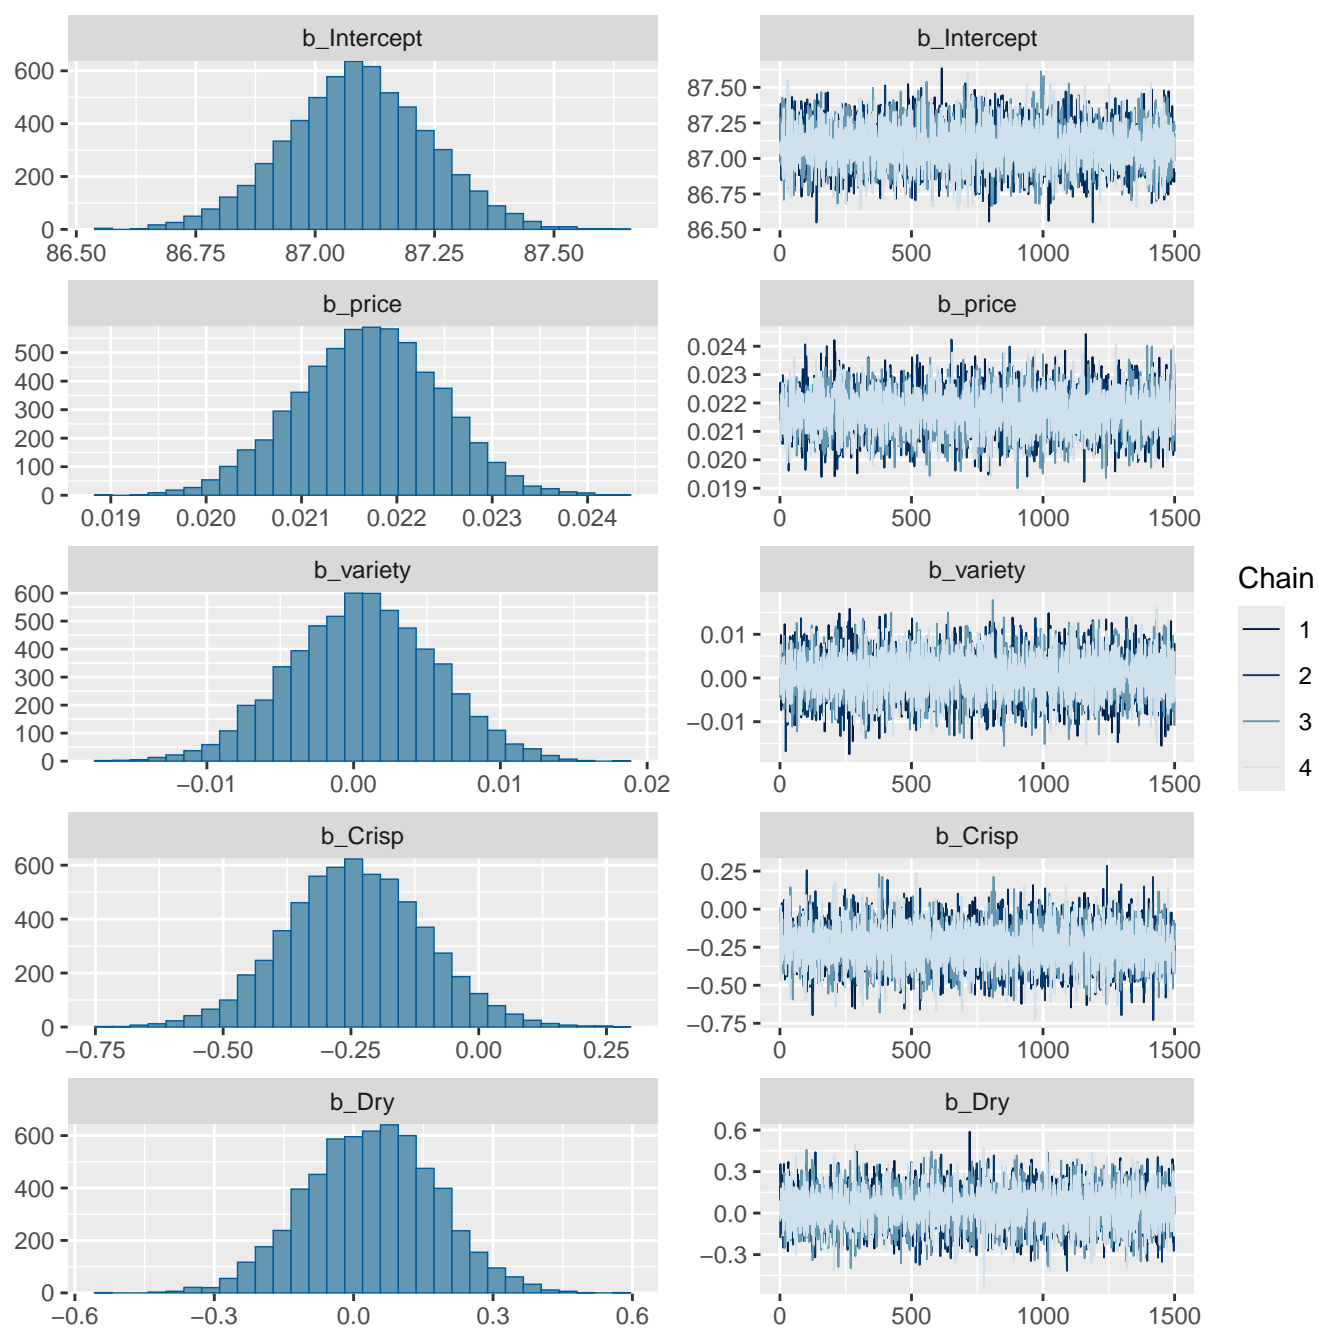 b_Intercept
600
400
200
0
86.50 86.75 87.00 87.25 87.50
b_Intercept
87.50
87.25
87.00
86.75
86.50
0 500 1000 1500
b_price
500
400
300
200
100
0
0.019 0.020 0.021 0.022 0.023 0.024
b_price
0.024
0.023
0.022
0.021
0.020
0.019
0 500 1000 1500
b_variety
600
500
400
300
200
100
0
−0.01 0.00 0.01 0.02
b_variety
0.01
0.00
−0.01
0 500 1000 1500
Chain
1
2
3
4
b_Crisp
600
400
200
0
−0.75 −0.50 −0.25 0.00 0.25
b_Crisp
0.25
0.00
−0.25
−0.50
−0.75
0 500 1000 1500
b_Dry
600
400
200
0
−0.6 −0.3 0.0 0.3 0.6
b_Dry
0.6
0.3
0.0
−0.3
0 500 1000 1500